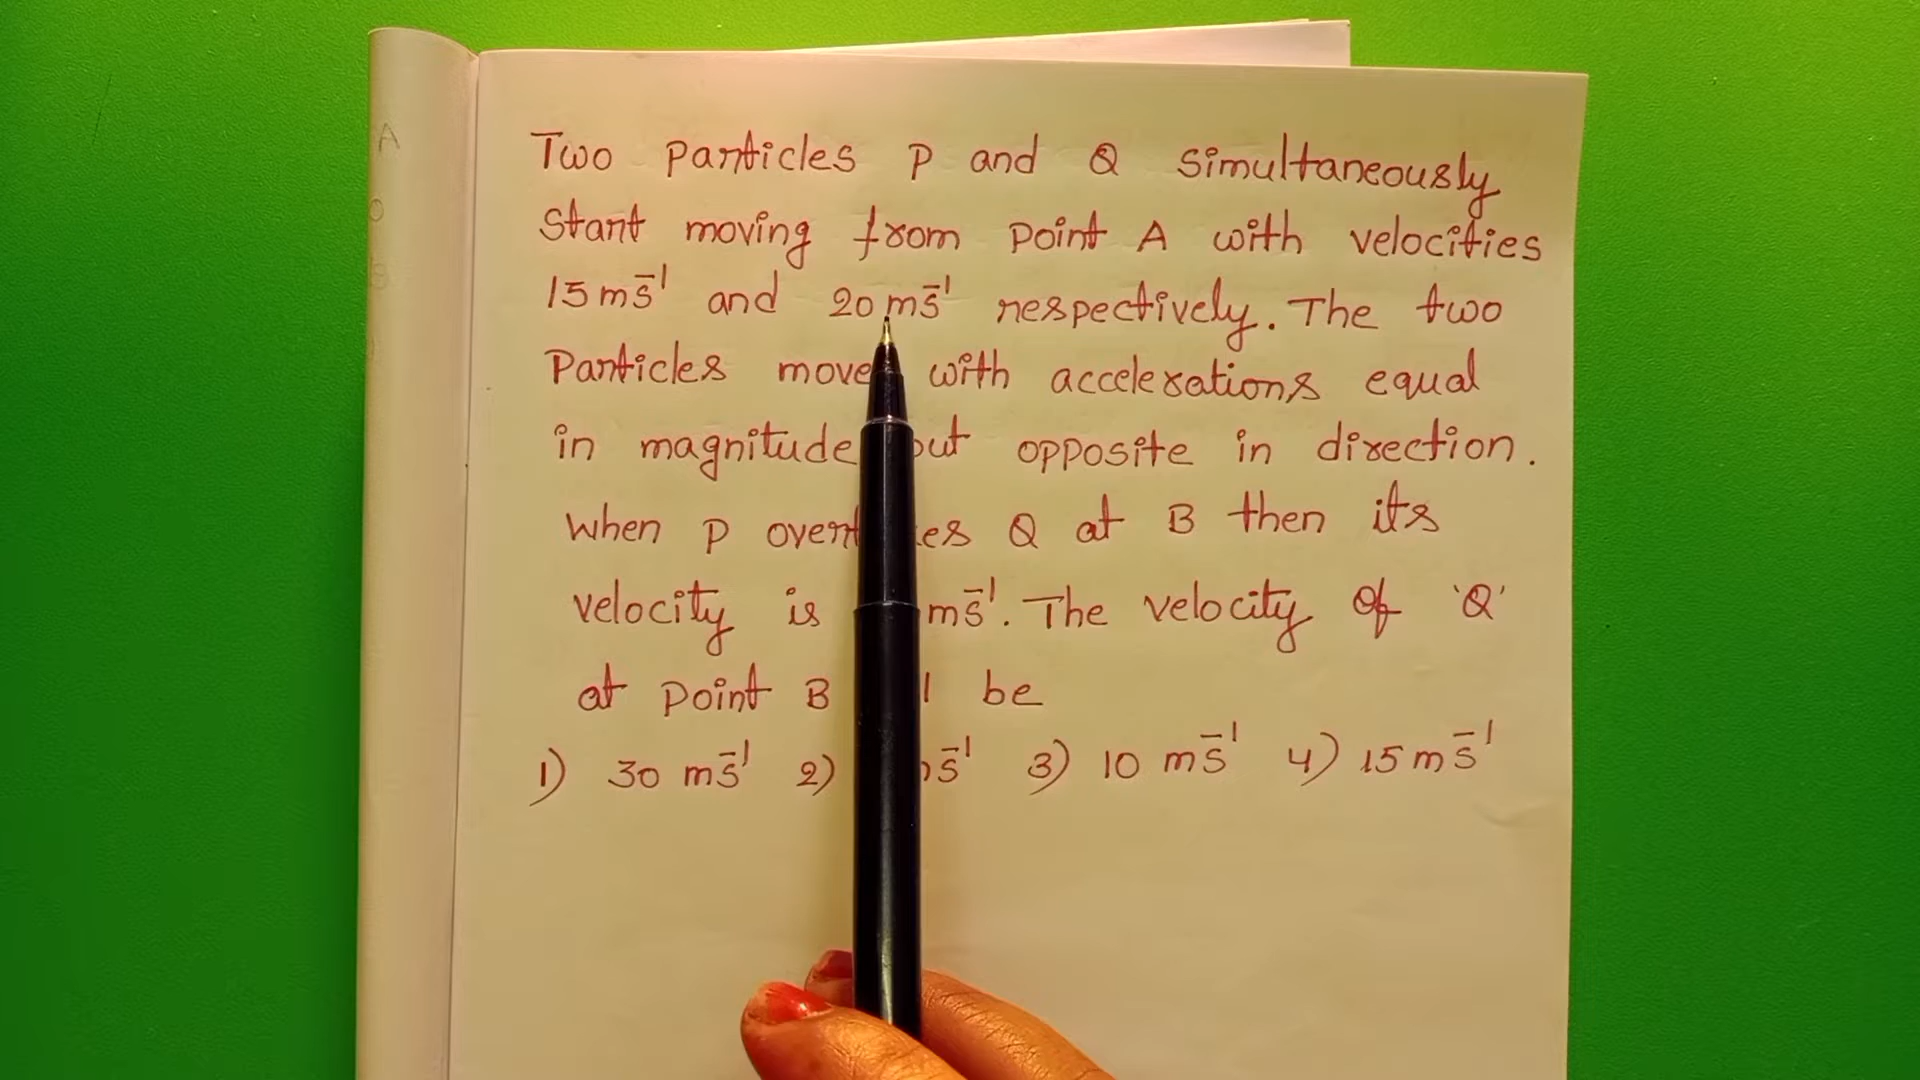 Two particles P and Q simultaneously
start moving from point A with velocities
15 ms̄¹ and 20 ms̄¹ respectively. The two
Particles move with accelerations equal
in magnitude but opposite in direction.
When P overtakes Q at B then its
velocity is ms̄¹. The velocity of 'Q'
at point B be
1) 30 ms̄¹ 2) 3) 10 ms̄¹ 4) 15 ms̄¹